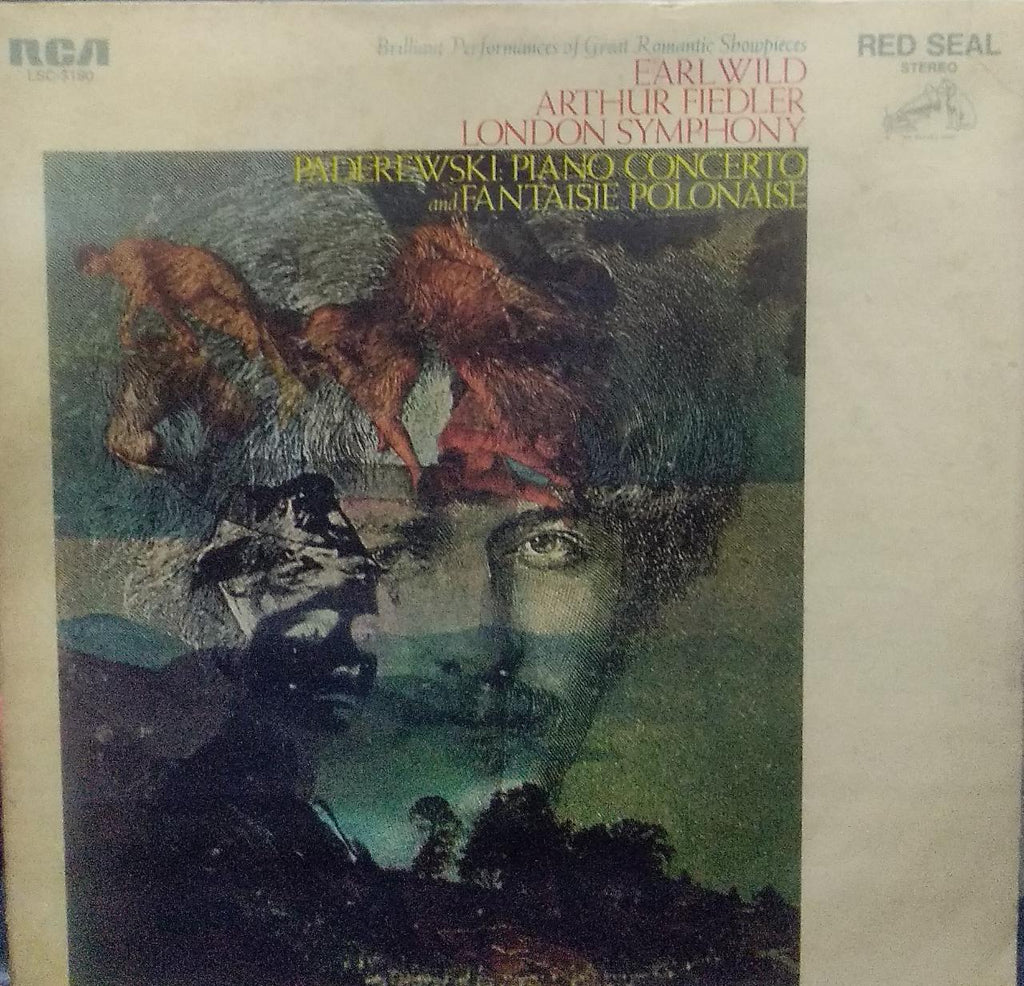 RCA
LSC-3190
Brilliant Performances of Great Romantic Showpieces
EARL WILD
ARTHUR FIEDLER
LONDON SYMPHONY
PADEREWSKI: PIANO CONCERTO
and FANTAISIE POLONAISE
RED SEAL
STEREO